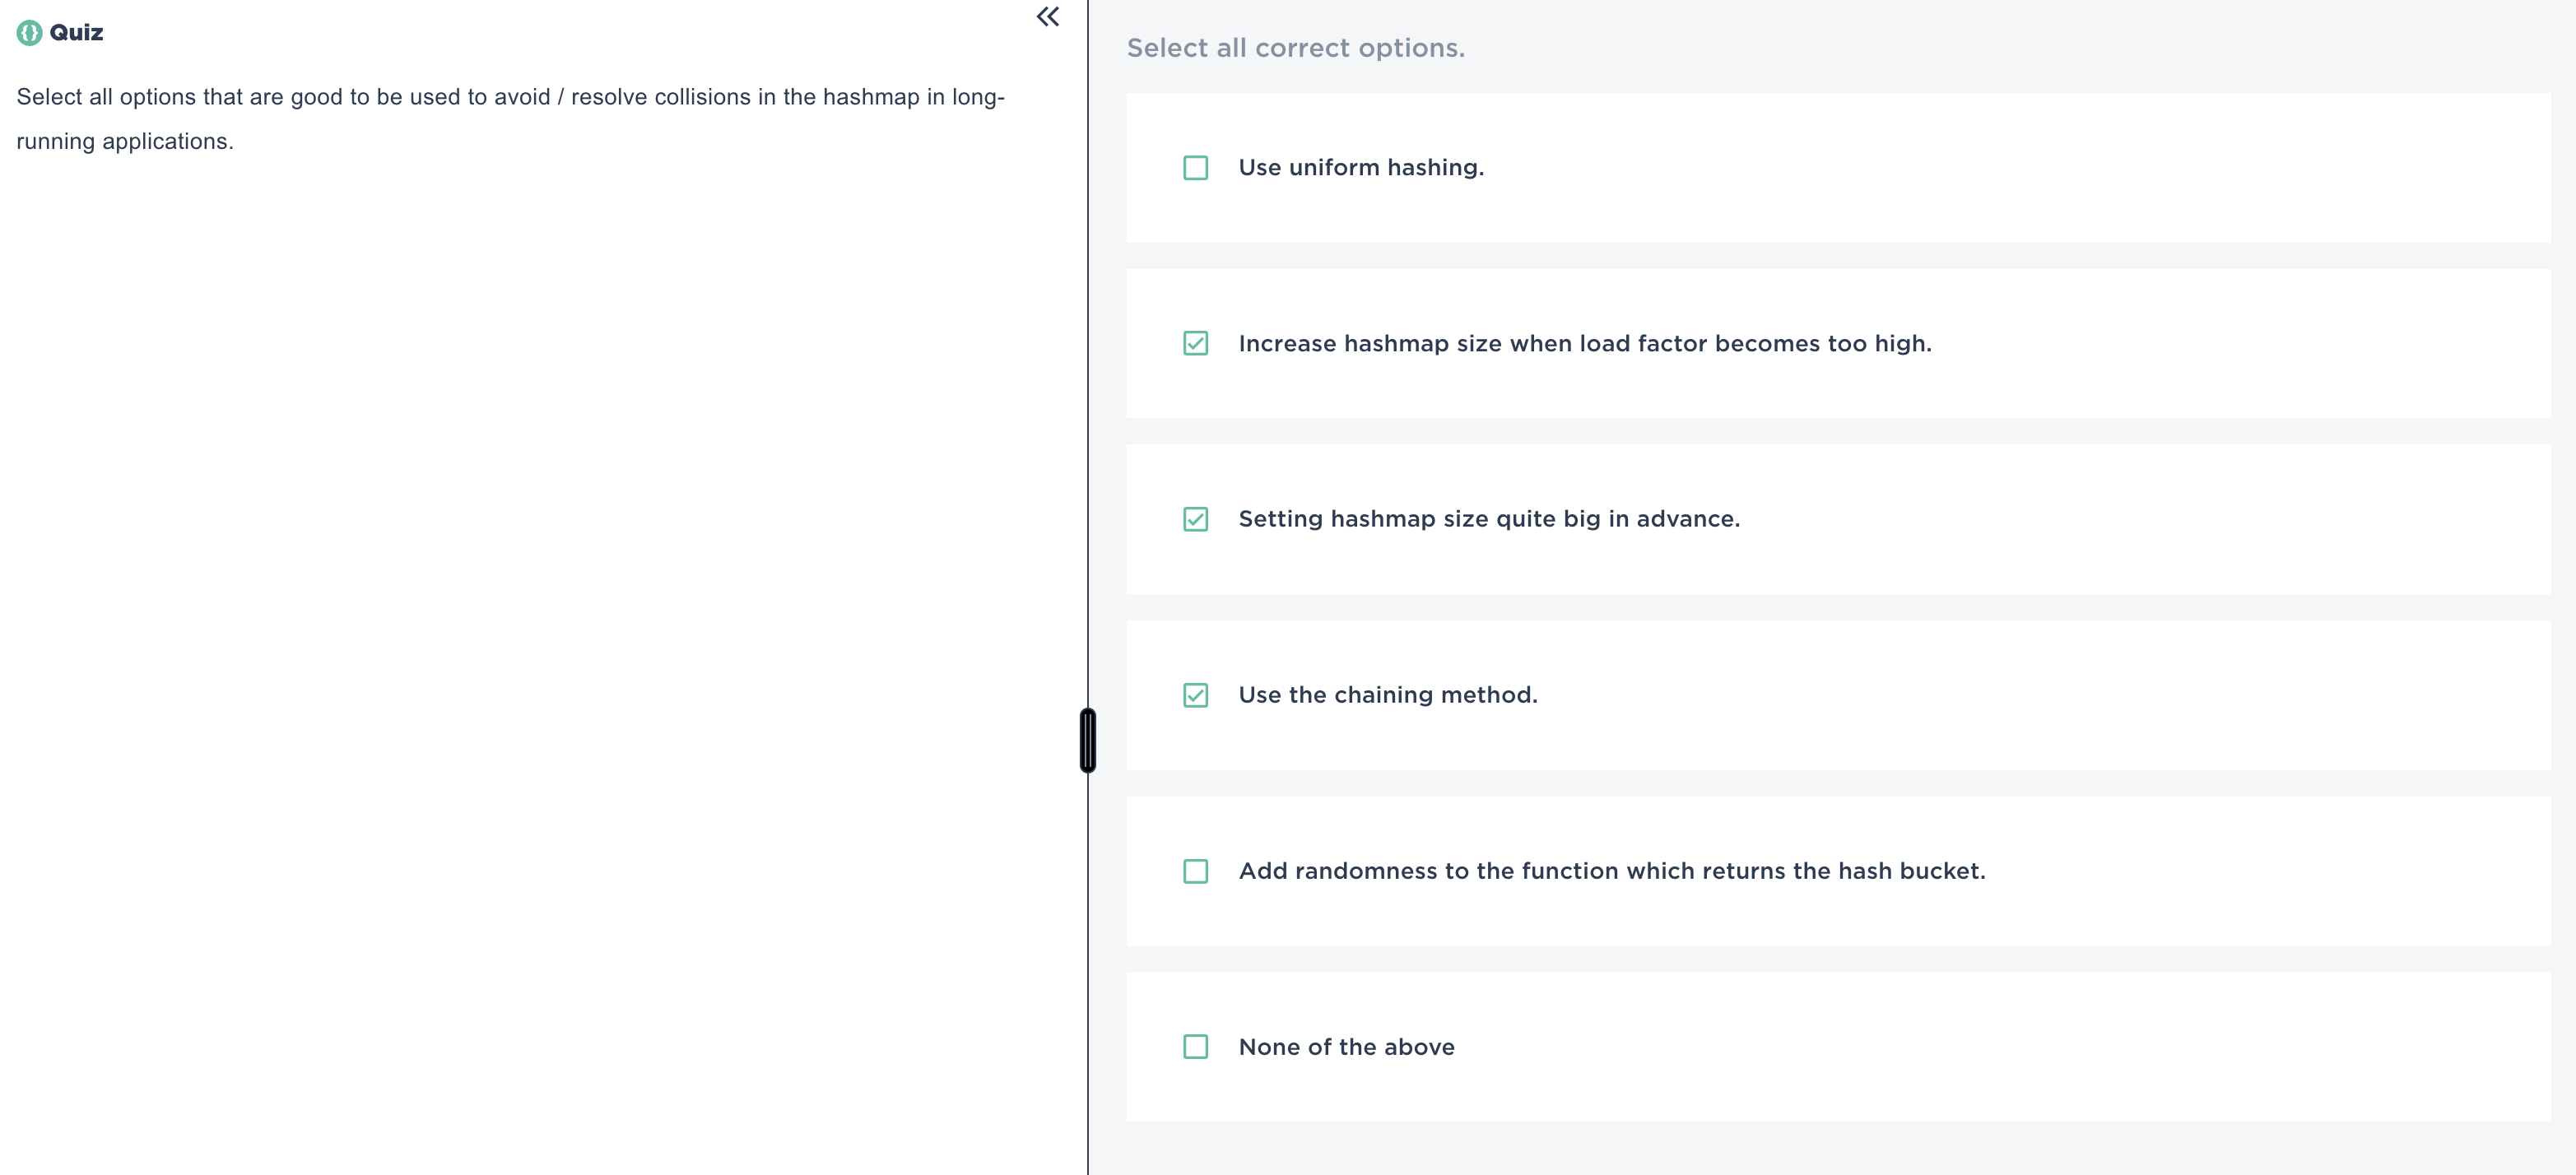 Quiz
Select all options that are good to be used to avoid / resolve collisions in the hashmap in long-
running applications.
Select all correct options.
Use uniform hashing.
Increase hashmap size when load factor becomes too high.
Setting hashmap size quite big in advance.
Use the chaining method.
Add randomness to the function which returns the hash bucket.
None of the above